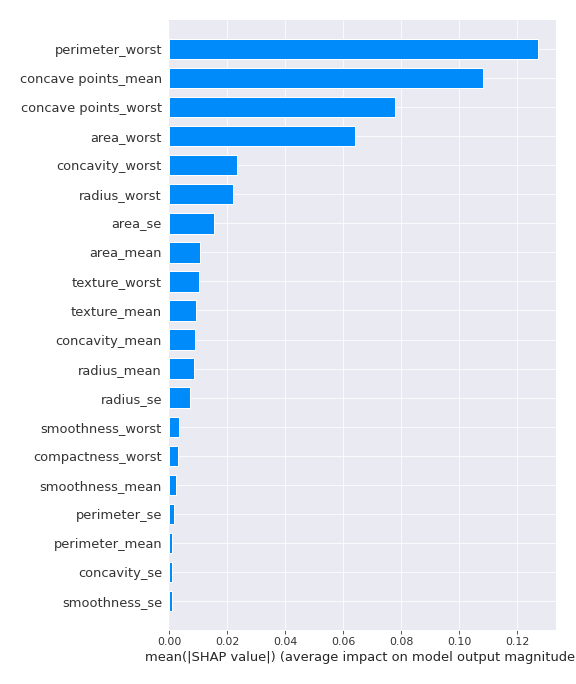 perimeter_worst
concave points_mean
concave points_worst
area_worst
concavity_worst
radius_worst
area_se
area_mean
texture_worst
texture_mean
concavity_mean
radius_mean
radius_se
smoothness_worst
compactness_worst
smoothness_mean
perimeter_se
perimeter_mean
concavity_se
smoothness_se
0.00 0.02 0.04 0.06 0.08 0.10 0.12
mean(|SHAP value|) (average impact on model output magnitude